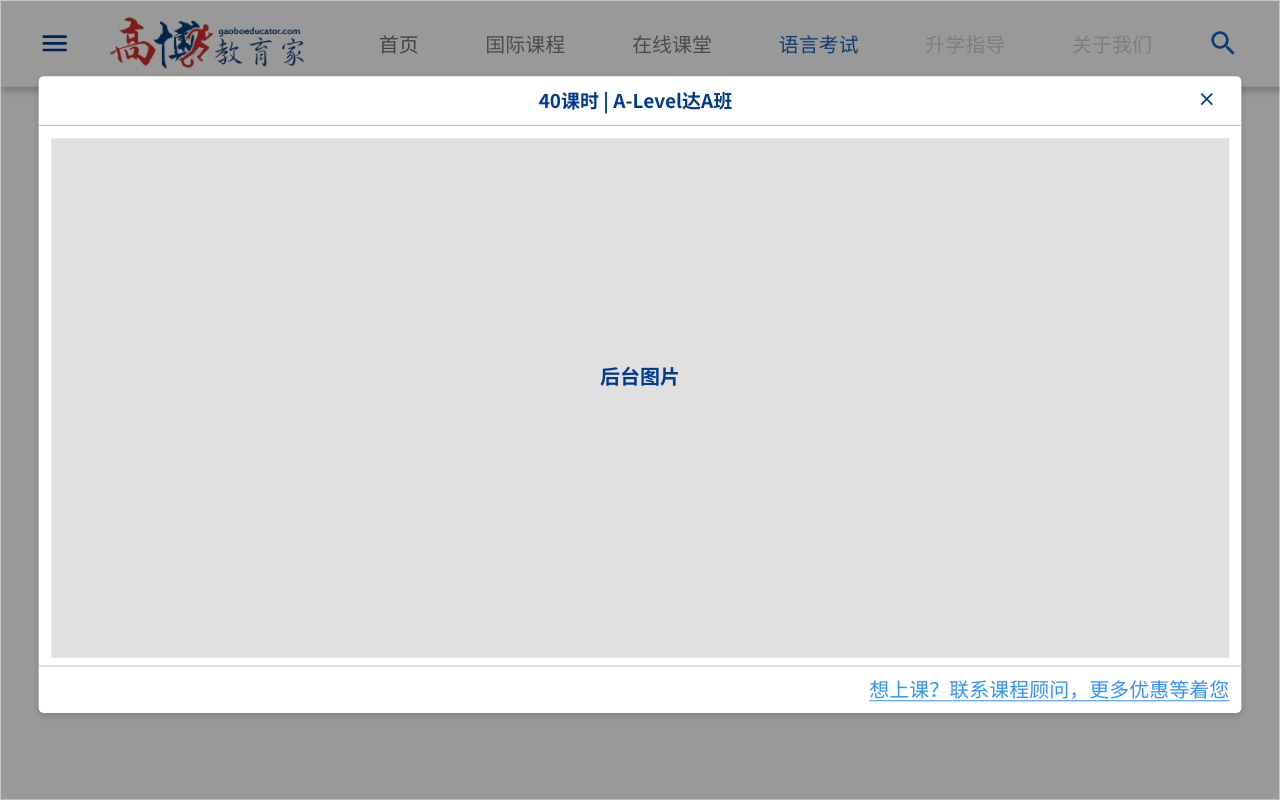 高博
gaoboeducator.com
教育家
首页
国际课程
在线课堂
语言考试
升学指导
关于我们
40课时 | A-Level达A班
后台图片
想上课？联系课程顾问，更多优惠等着您